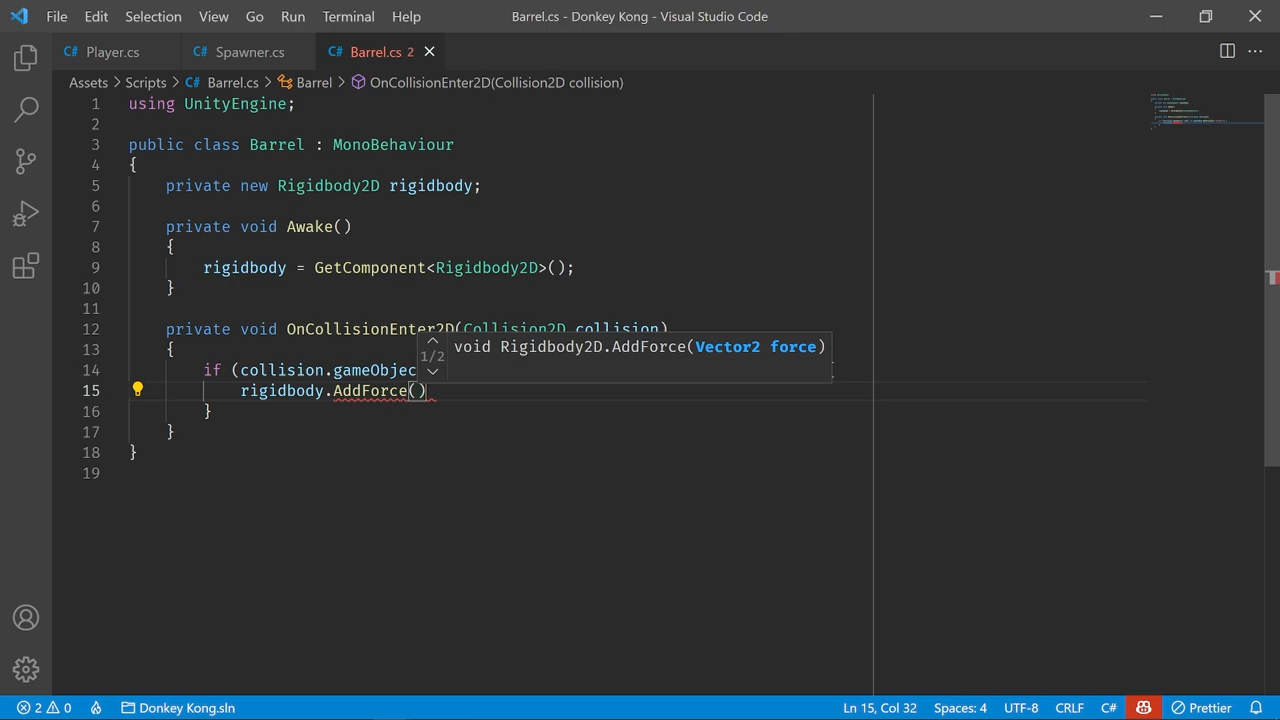 File Edit Selection View Go Run Terminal Help Barrel.cs - Donkey Kong - Visual Studio Code
C# Player.cs C# Spawner.cs C# Barrel.cs 2
Assets > Scripts > C# Barrel.cs > Barrel > OnCollisionEnter2D(Collision2D collision)
1 using UnityEngine;
2
3 public class Barrel : MonoBehaviour
4 {
5 private new Rigidbody2D rigidbody;
6
7 private void Awake()
8 {
9 rigidbody = GetComponent<Rigidbody2D>();
10 }
11
12 private void OnCollisionEnter2D(Collision2D collision)
1/2 void Rigidbody2D.AddForce(Vector2 force)
13 {
14 if (collision.gameObjec
15 rigidbody.AddForce()
16 }
17 }
18 }
19
2 0 Donkey Kong.sln Ln 15, Col 32 Spaces: 4 UTF-8 CRLF C# Prettier